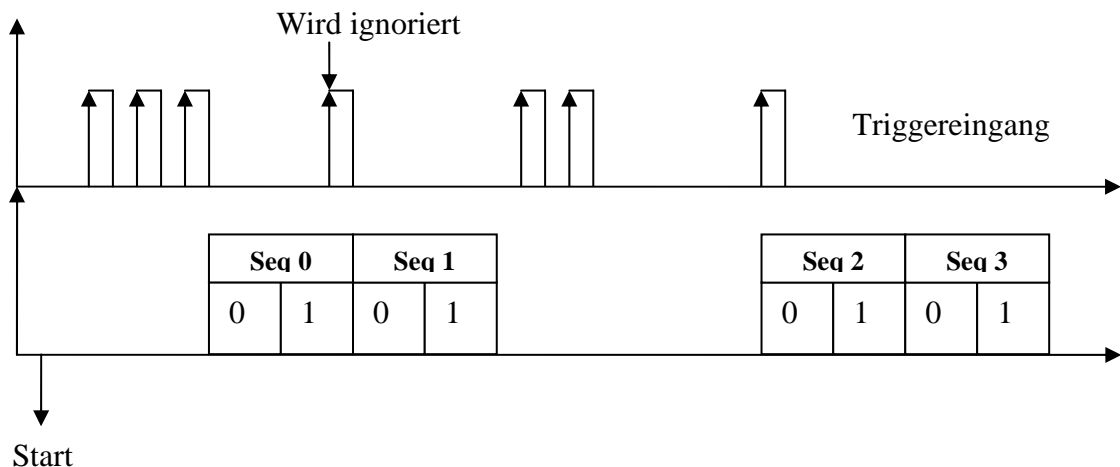 Wird ignoriert
Triggereingang
Seq 0 Seq 1 Seq 2 Seq 3
0 1 0 1 0 1 0 1
Start